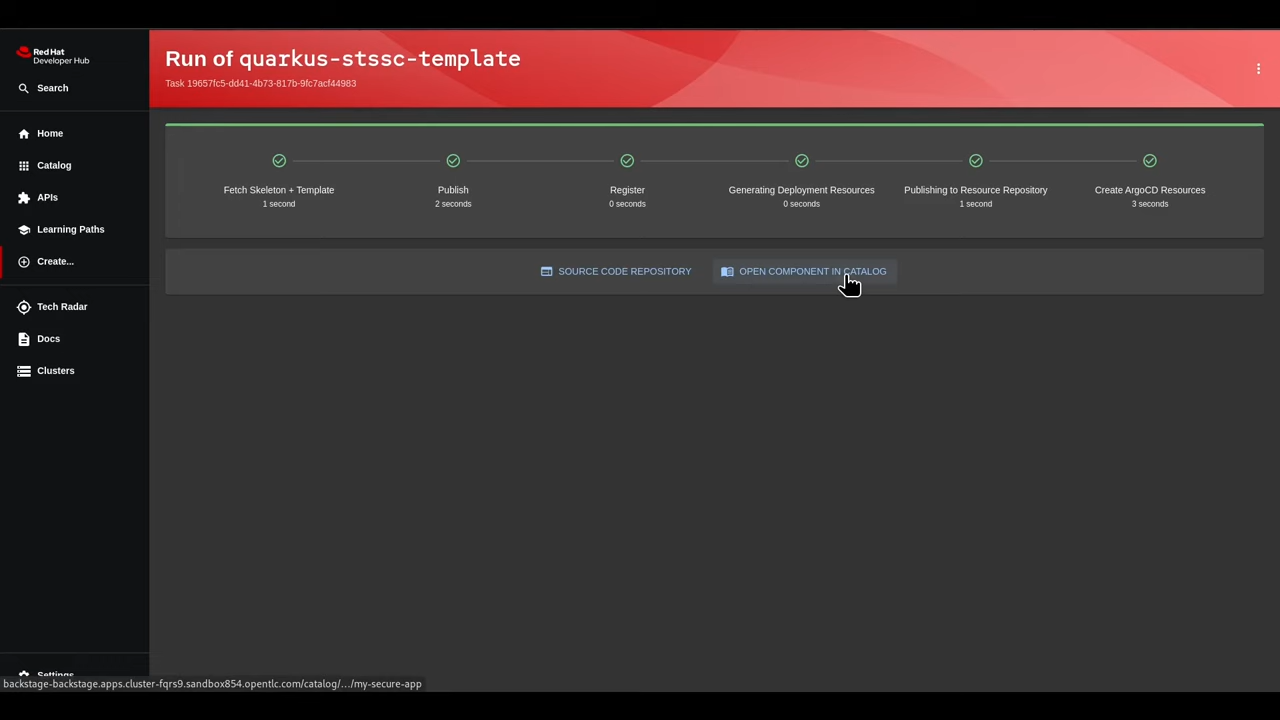 Red Hat
Developer Hub
Search
Home
Catalog
APIs
Learning Paths
Create...
Tech Radar
Docs
Clusters
Settings
Run of quarkus-stssc-template
Task 19657fc5-dd41-4b73-817b-9fc7acf44983
Fetch Skeleton + Template
1 second
Publish
2 seconds
Register
0 seconds
Generating Deployment Resources
0 seconds
Publishing to Resource Repository
1 second
Create ArgoCD Resources
3 seconds
SOURCE CODE REPOSITORY
OPEN COMPONENT IN CATALOG
backstage-backstage.apps.cluster-fqrs9.sandbox854.opentlc.com/catalog/.../my-secure-app